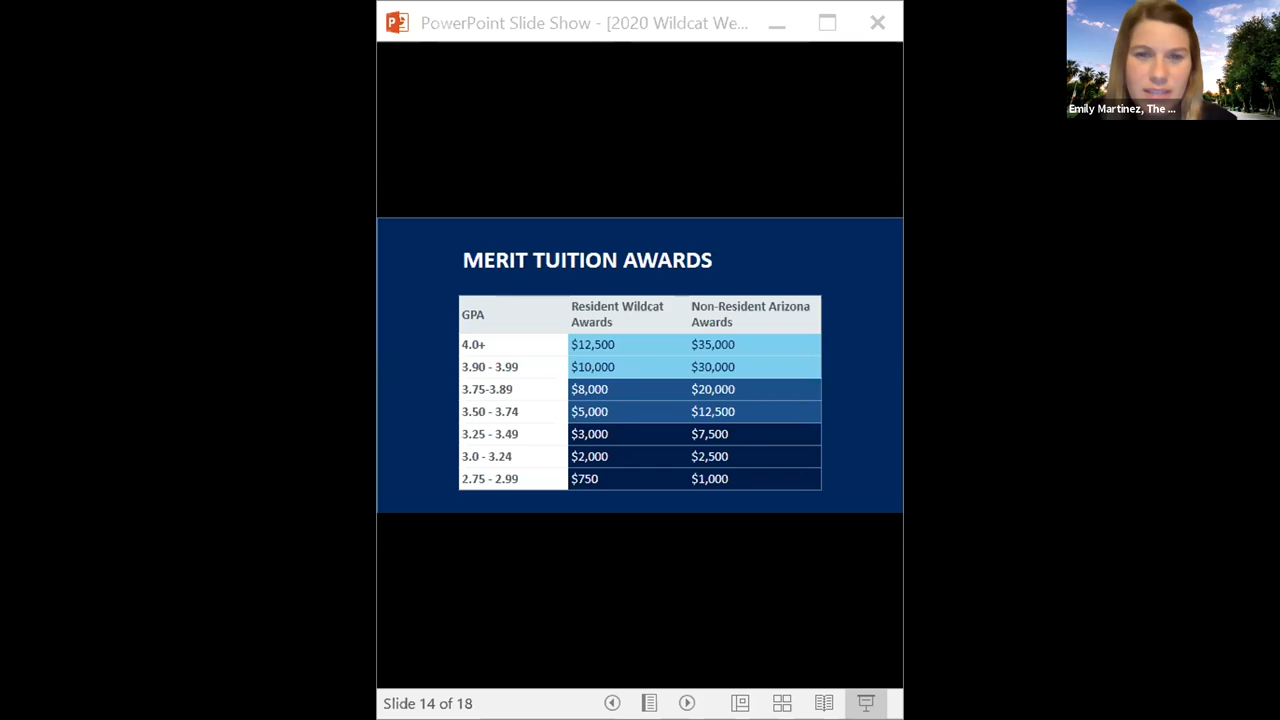 PowerPoint Slide Show - [2020 Wildcat We...
Emily Martinez, The ...
MERIT TUITION AWARDS
GPA Resident Wildcat Awards Non-Resident Arizona Awards
4.0+ $12,500 $35,000
3.90 - 3.99 $10,000 $30,000
3.75-3.89 $8,000 $20,000
3.50 - 3.74 $5,000 $12,500
3.25 - 3.49 $3,000 $7,500
3.0 - 3.24 $2,000 $2,500
2.75 - 2.99 $750 $1,000
Slide 14 of 18